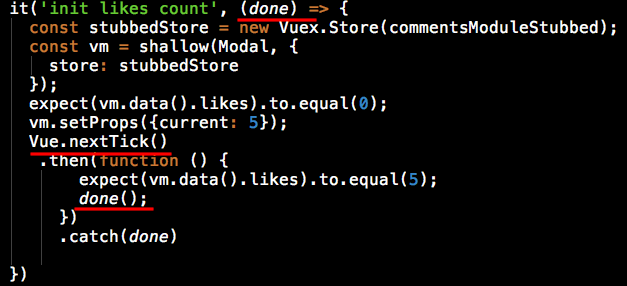 it('init likes count', (done) => {
const stubbedStore = new Vuex.Store(commentsModuleStubbed);
const vm = shallow(Modal, {
store: stubbedStore
});
expect(vm.data().likes).to.equal(0);
vm.setProps({current: 5});
Vue.nextTick()
.then(function () {
expect(vm.data().likes).to.equal(5);
done();
})
.catch(done)
})